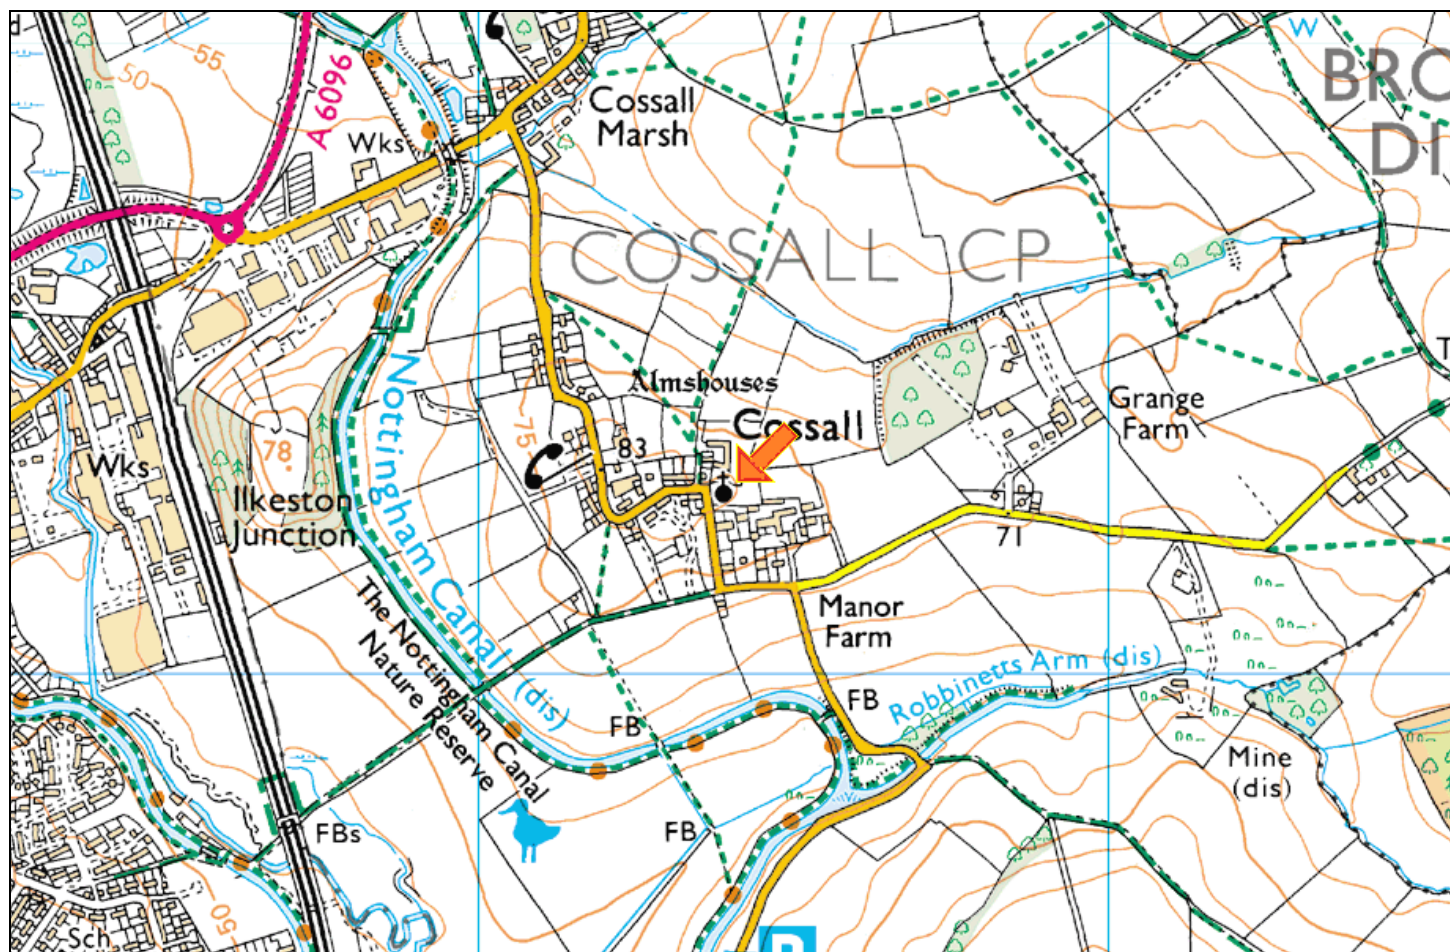 55
50
A 6096
Wks
Cossall
Marsh
W
BRO
DI
COSSALL CP
Almshouses
Cossall
75
83
78
Wks
Ilkeston
Junction
Nottingham Canal
(dis)
Grange
Farm
71
The Nottingham Canal
Nature Reserve
Manor
Farm
Robbinetts Arm (dis)
FB
FB
Mine
(dis)
FB
FBs
50
Sch